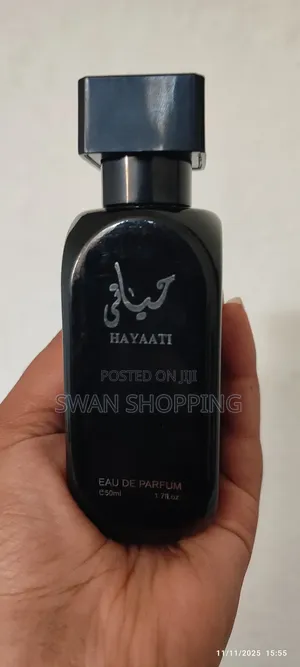 حياتي
HAYAATI
POSTED ON JIJI
SWAN SHOPPING
EAU DE PARFUM
℮50ml 1.7fl.oz
11/11/2025 15:55